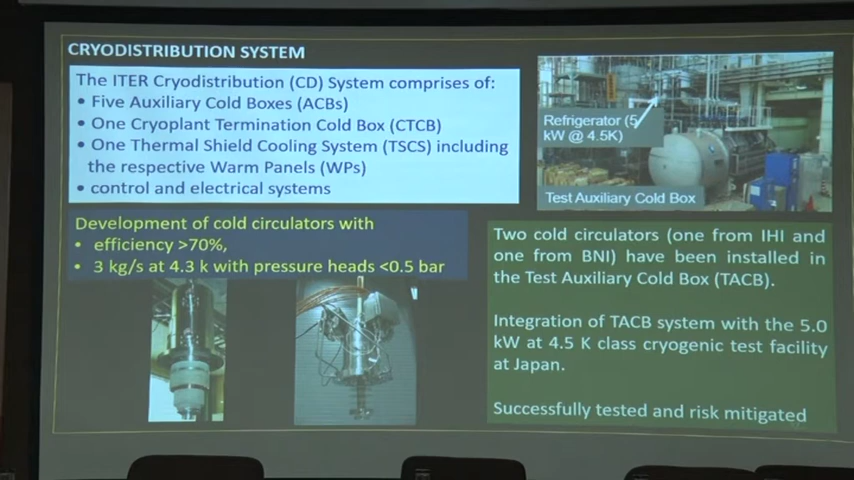 CRYODISTRIBUTION SYSTEM
The ITER Cryodistribution (CD) System comprises of:
• Five Auxiliary Cold Boxes (ACBs)
• One Cryoplant Termination Cold Box (CTCB)
• One Thermal Shield Cooling System (TSCS) including
the respective Warm Panels (WPs)
• control and electrical systems
Refrigerator (5
kW @ 4.5K)
Test Auxiliary Cold Box
Development of cold circulators with
• efficiency >70%,
• 3 kg/s at 4.3 k with pressure heads <0.5 bar
Two cold circulators (one from IHI and
one from BNI) have been installed in
the Test Auxiliary Cold Box (TACB).
Integration of TACB system with the 5.0
kW at 4.5 K class cryogenic test facility
at Japan.
Successfully tested and risk mitigated